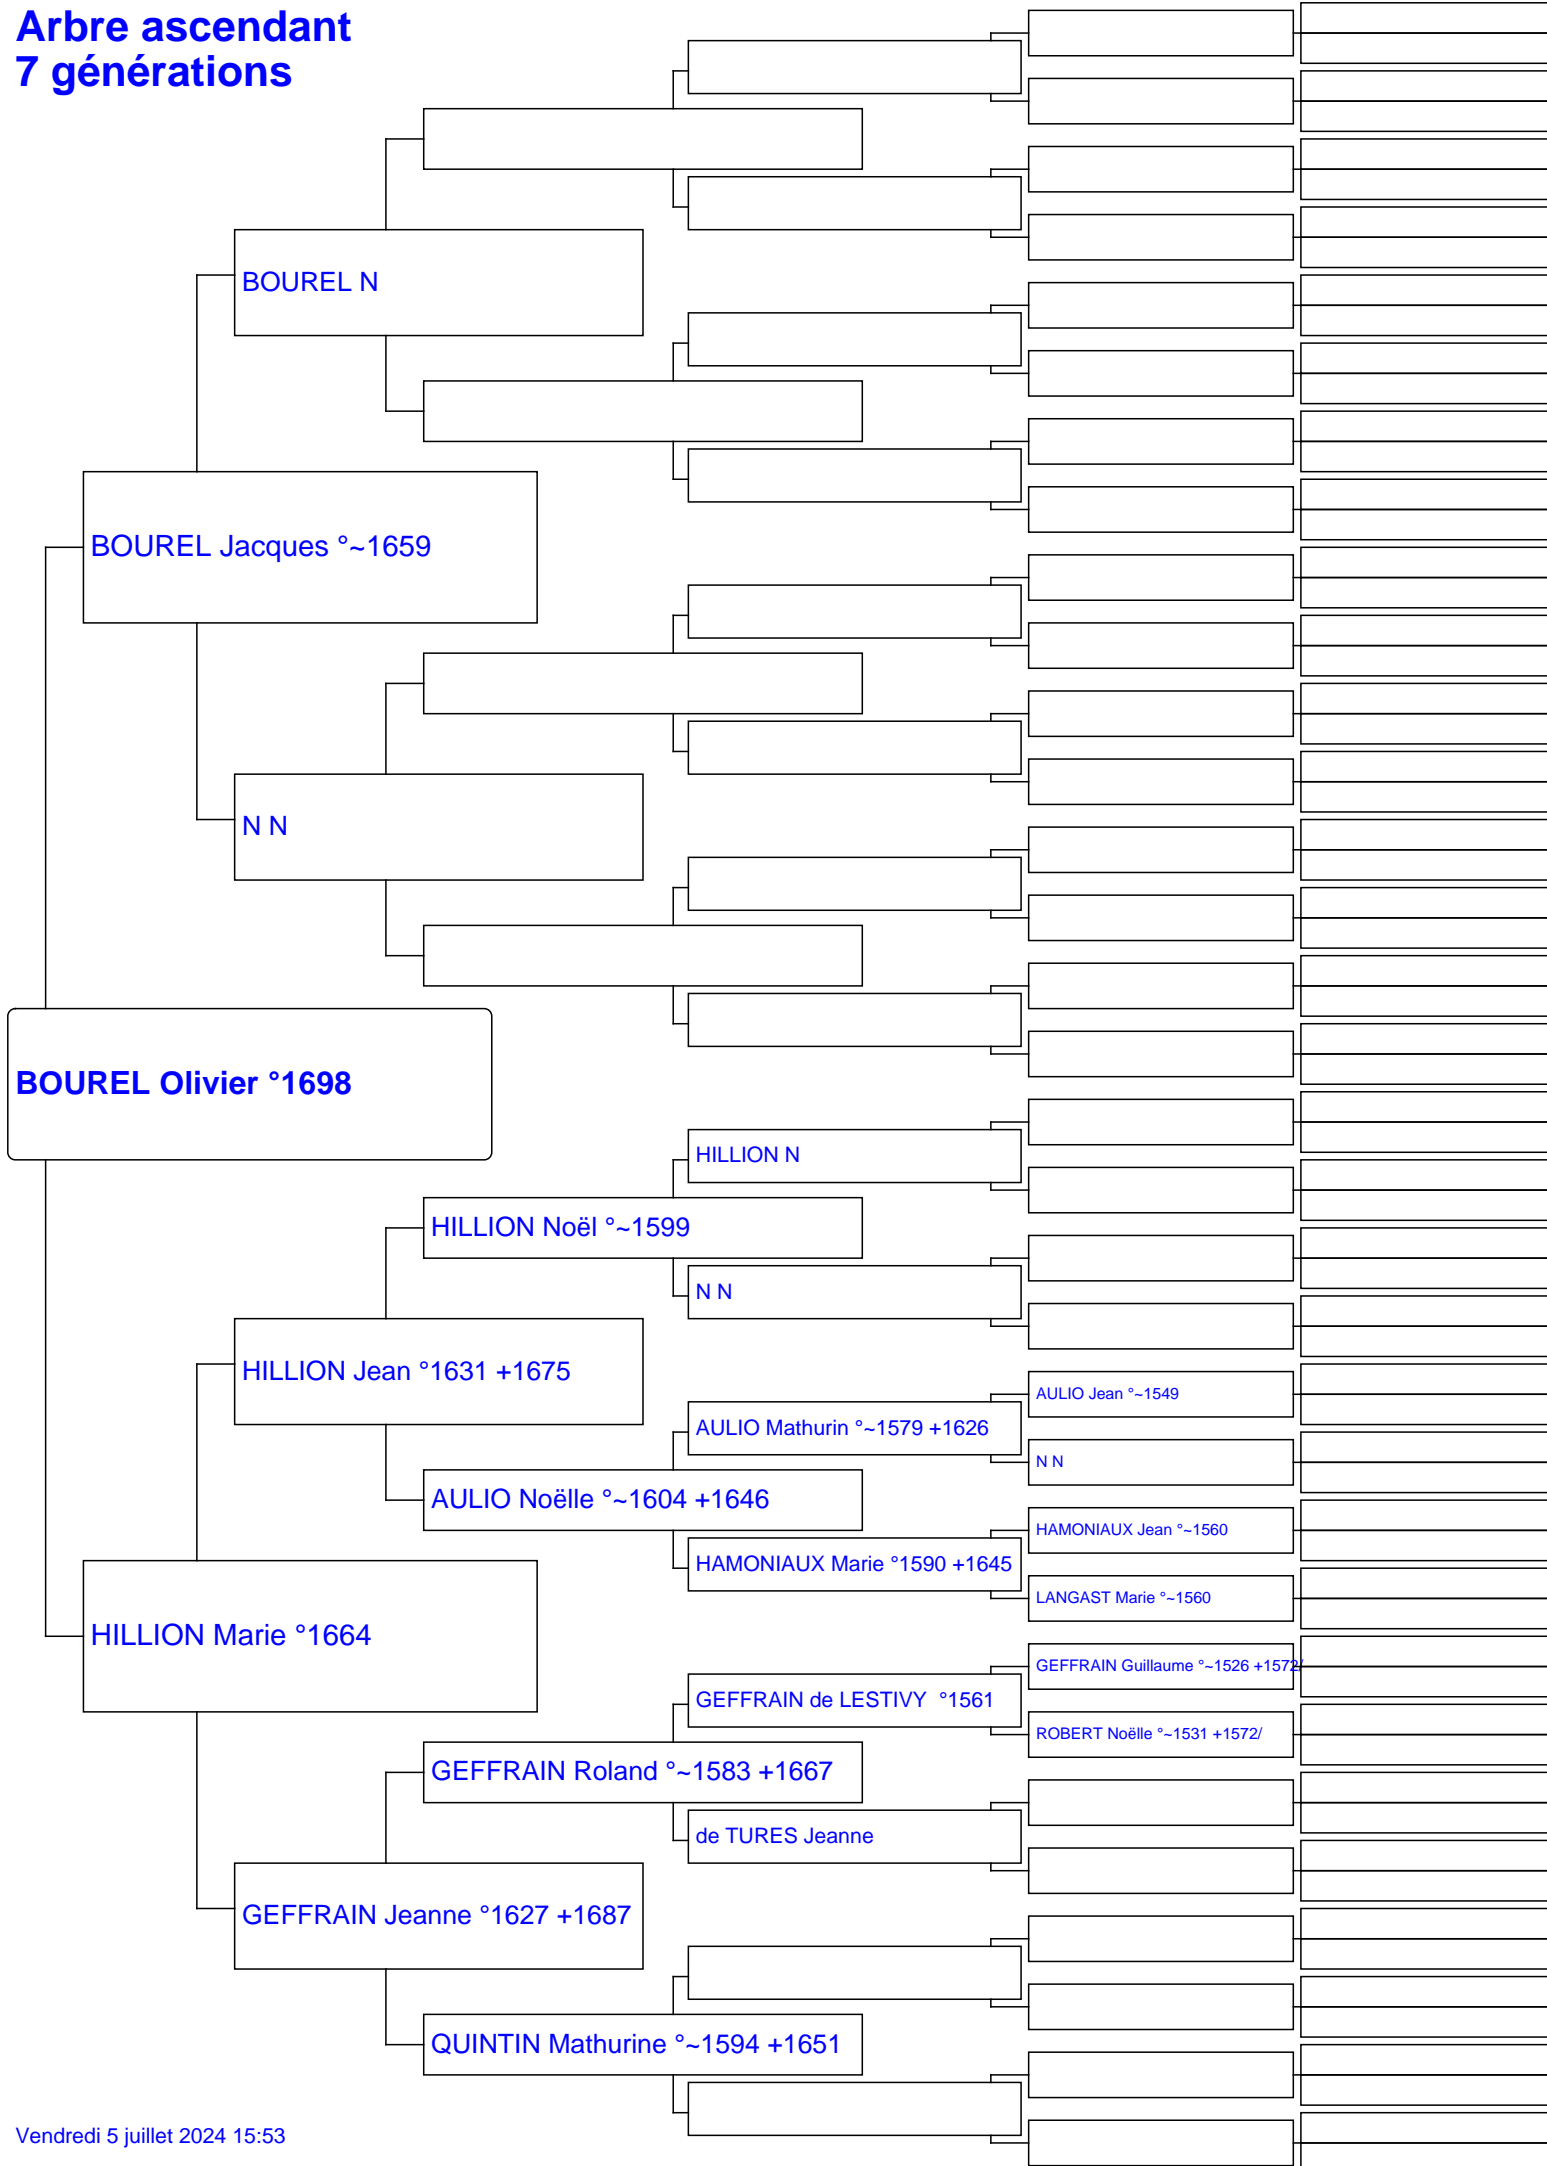 Arbre ascendant
7 générations
BOUREL N
BOUREL Jacques °~1659
N N
BOUREL Olivier °1698
HILLION N
HILLION Noël °~1599
N N
HILLION Jean °1631 +1675
AULIO Jean °~1549
AULIO Mathurin °~1579 +1626
N N
AULIO Noëlle °~1604 +1646
HAMONIAUX Jean °~1560
HAMONIAUX Marie °1590 +1645
LANGAST Marie °~1560
HILLION Marie °1664
GEFFRAIN Guillaume °~1526 +1572/
GEFFRAIN de LESTIVY  °1561
ROBERT Noëlle °~1531 +1572/
GEFFRAIN Roland °~1583 +1667
de TURES Jeanne
GEFFRAIN Jeanne °1627 +1687
QUINTIN Mathurine °~1594 +1651
Vendredi 5 juillet 2024 15:53